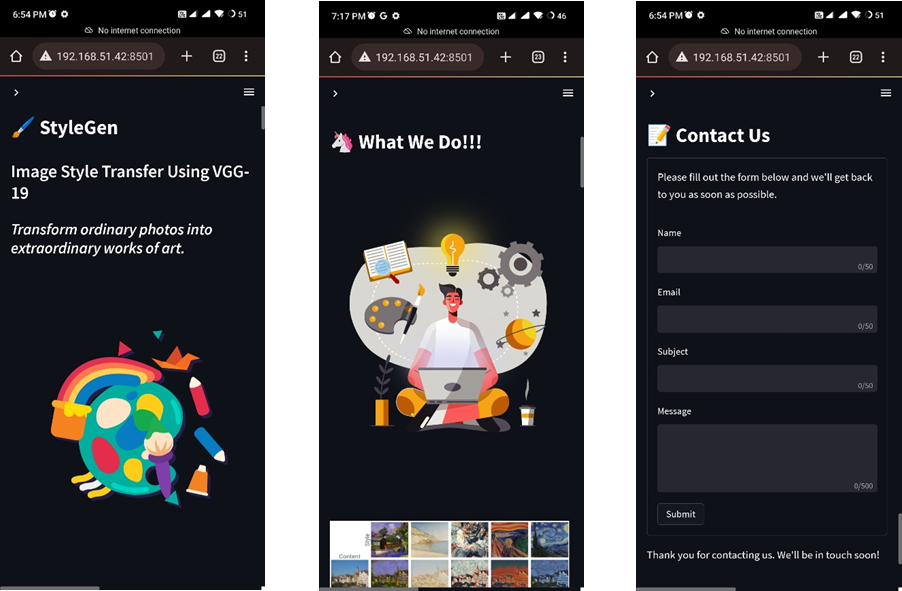 6:54 PM
51
No internet connection
192.168.51.42:8501
22
StyleGen
Image Style Transfer Using VGG-
19
Transform ordinary photos into
extraordinary works of art.
7:17 PM G
46
No internet connection
192.168.51.42:8501
23
What We Do!!!
Style
Content
6:54 PM
51
No internet connection
192.168.51.42:8501
22
Contact Us
Please fill out the form below and we'll get back
to you as soon as possible.
Name
0/50
Email
0/50
Subject
0/50
Message
0/500
Submit
Thank you for contacting us. We'll be in touch soon!